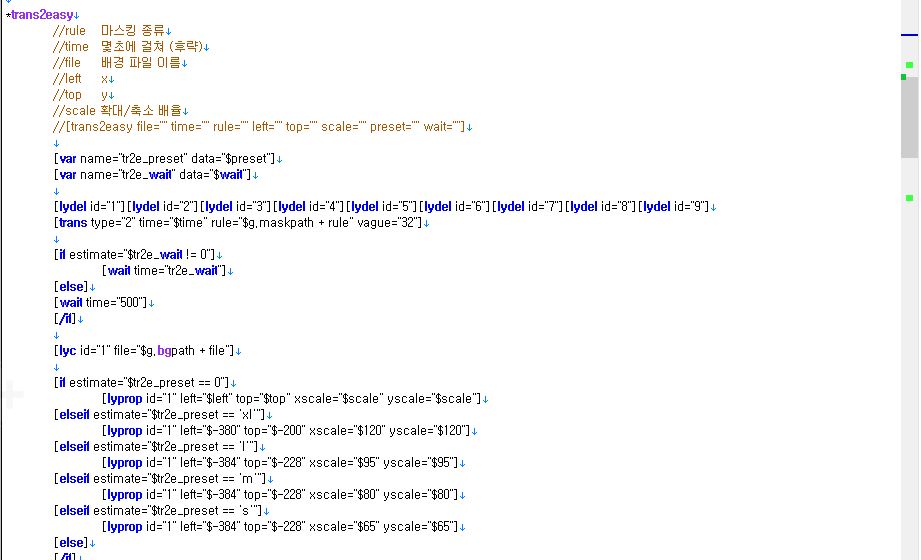 *trans2easy↓
//rule 마스킹 종류↓
//time 몇초에 걸쳐 (후략)↓
//file 배경 파일 이름↓
//left x↓
//top y↓
//scale 확대/축소 배율↓
//[trans2easy file="" time="" rule="" left="" top="" scale="" preset="" wait=""]↓
↓
[var name="tr2e_preset" data="$preset"]↓
[var name="tr2e_wait" data="$wait"]↓
↓
[lydel id="1"][lydel id="2"][lydel id="3"][lydel id="4"][lydel id="5"][lydel id="6"][lydel id="7"][lydel id="8"][lydel id="9"]↓
[trans type="2" time="$time" rule="$g.maskpath + rule" vague="32"]↓
↓
[if estimate="$tr2e_wait != 0"]↓
[wait time="tr2e_wait"]↓
[else]↓
[wait time="500"]↓
[/if]↓
↓
[lyc id="1" file="$g.bgpath + file"]↓
↓
[if estimate="$tr2e_preset == 0"]↓
[lyprop id="1" left="$left" top="$top" xscale="$scale" yscale="$scale"]↓
[elseif estimate="$tr2e_preset == 'xl'"]↓
[lyprop id="1" left="$-380" top="$-200" xscale="$120" yscale="$120"]↓
[elseif estimate="$tr2e_preset == 'l'"]↓
[lyprop id="1" left="$-384" top="$-228" xscale="$95" yscale="$95"]↓
[elseif estimate="$tr2e_preset == 'm'"]↓
[lyprop id="1" left="$-384" top="$-228" xscale="$80" yscale="$80"]↓
[elseif estimate="$tr2e_preset == 's'"]↓
[lyprop id="1" left="$-384" top="$-228" xscale="$65" yscale="$65"]↓
[else]↓
[/if]↓